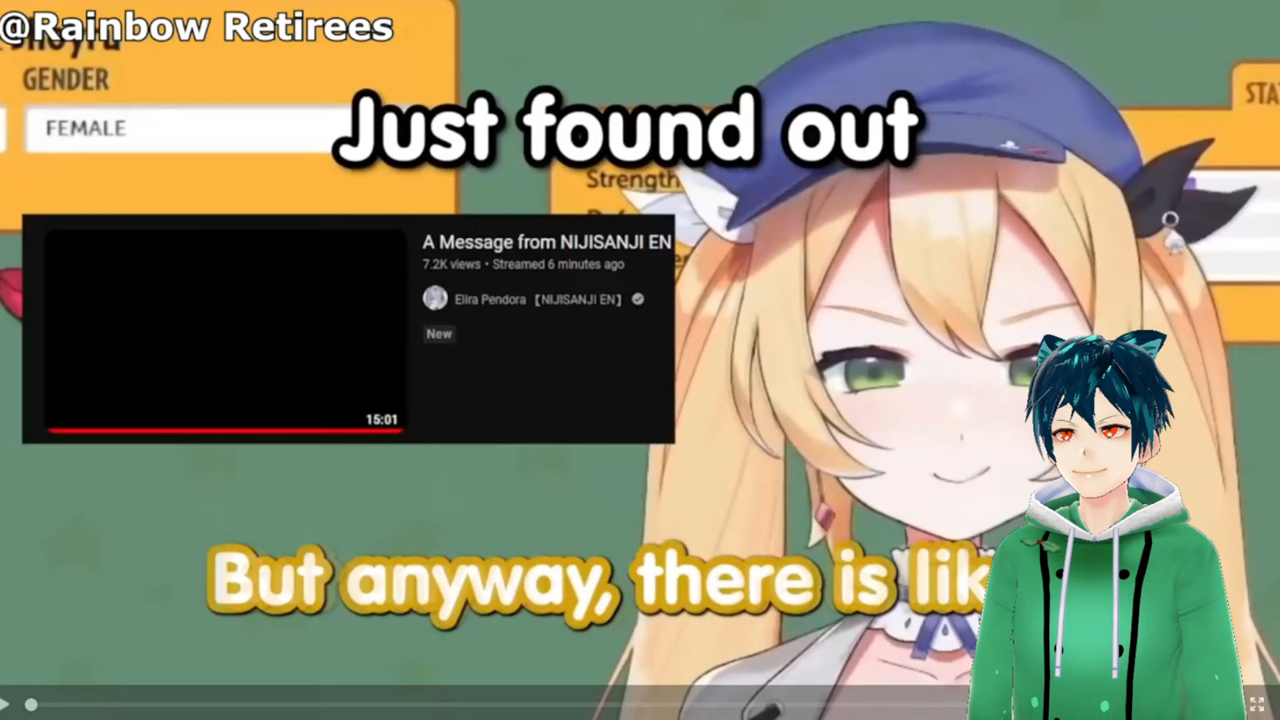 @Rainbow Retirees
GENDER
FEMALE
Just found out
STA
Strength
A Message from NIJISANJI EN
7.2K views • Streamed 6 minutes ago
Elira Pendora 【NIJISANJI EN】
New
15:01
But anyway, there is lik